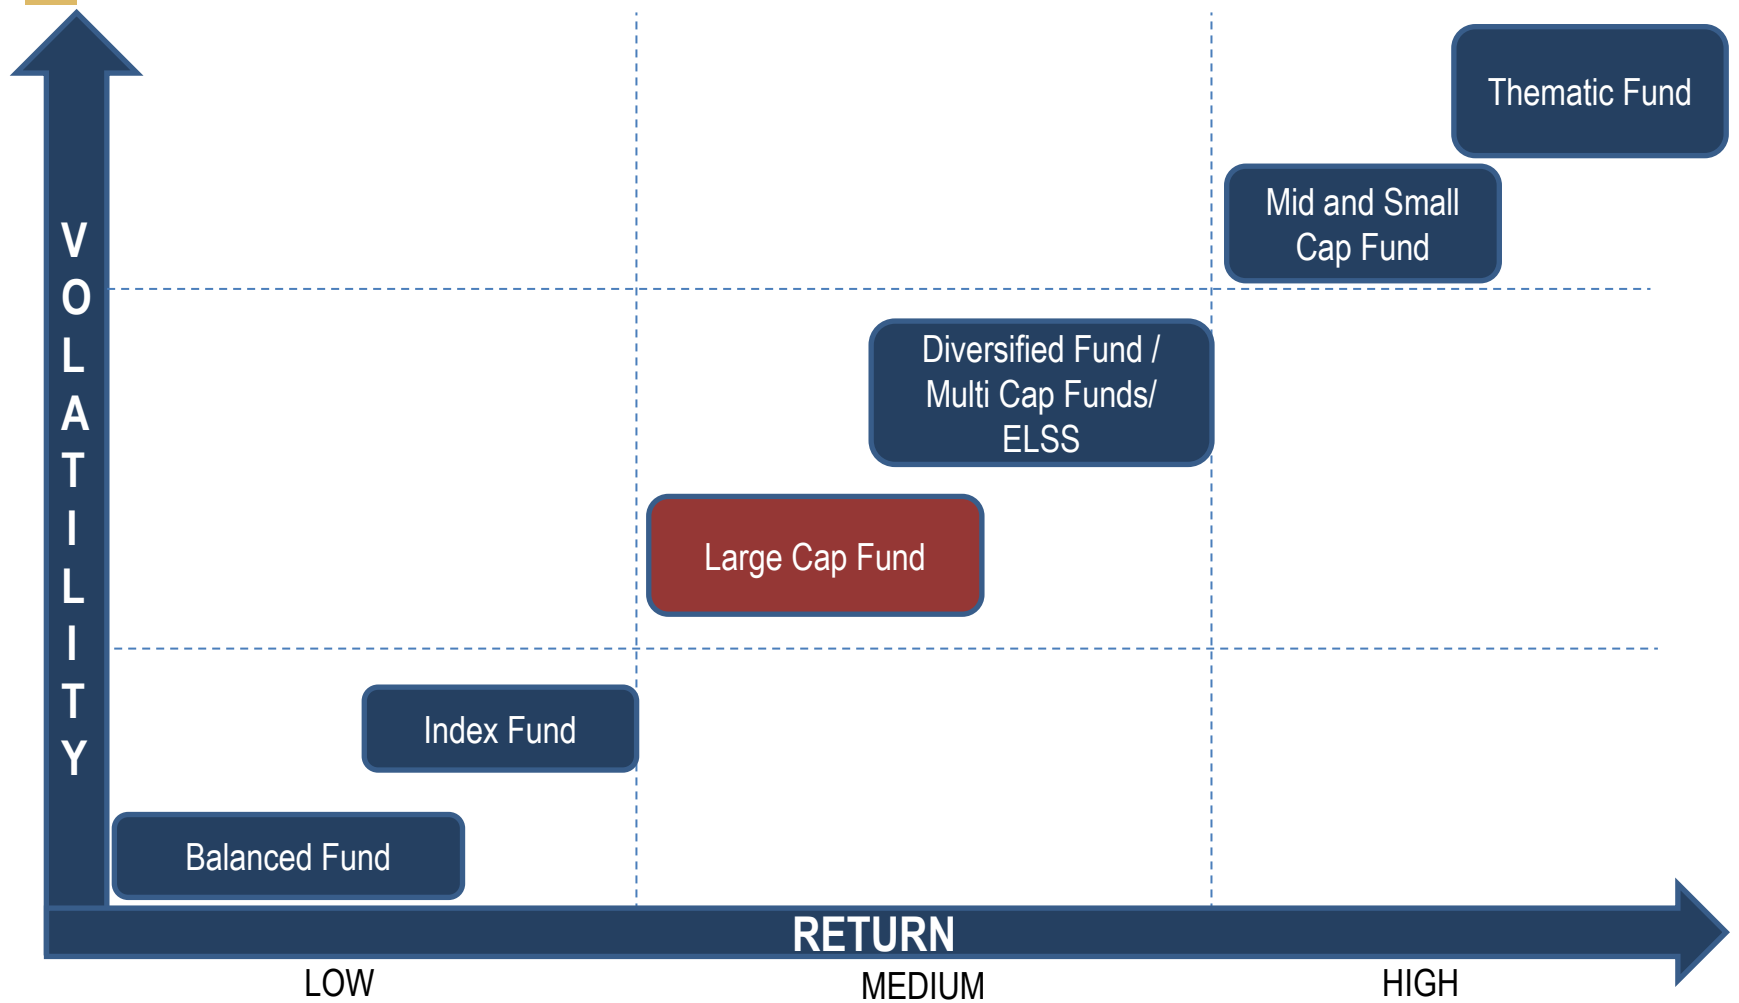 Thematic Fund
Mid and Small
Cap Fund
VOLATILITY
Diversified Fund /
Multi Cap Funds/
ELSS
Large Cap Fund
Index Fund
Balanced Fund
RETURN
LOW
MEDIUM
HIGH